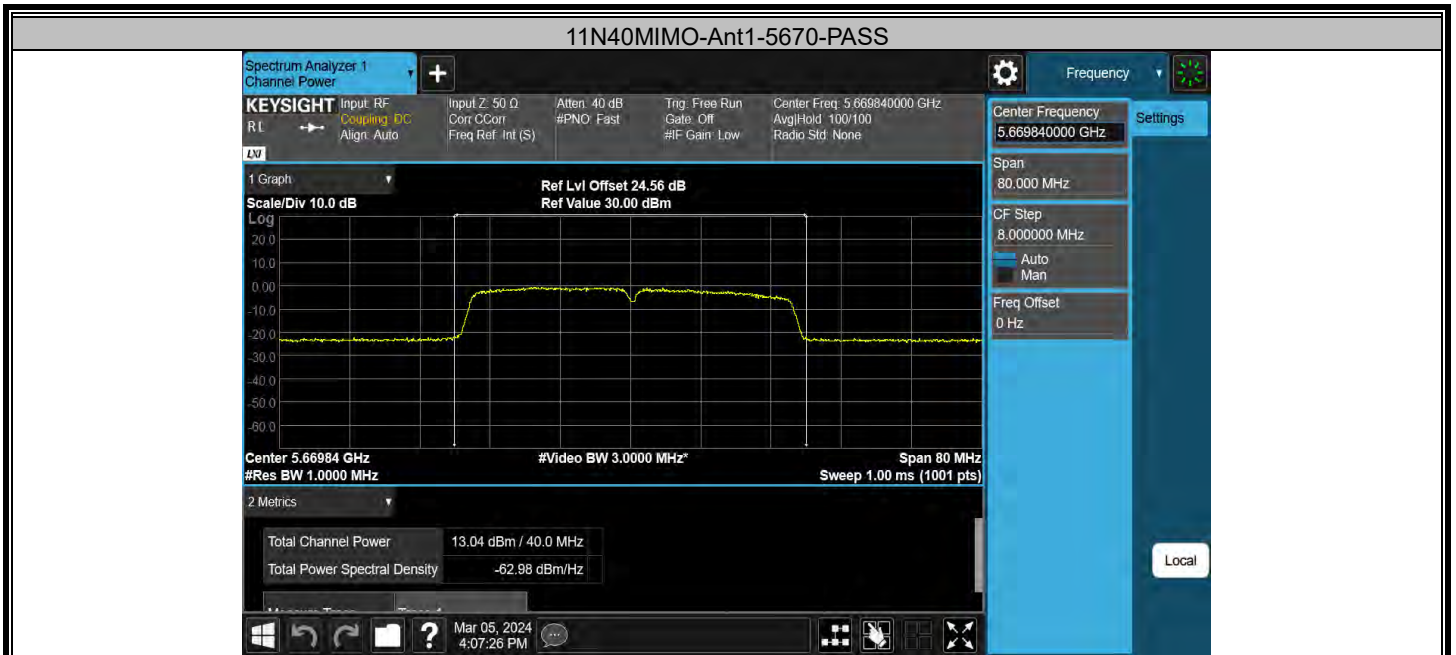 11N40MIMO-Ant1-5670-PASS
Spectrum Analyzer 1
Channel Power
+
Frequency
KEYSIGHT
RL
LXI
Input: RF
Coupling: DC
Align: Auto
Input Z: 50 Ω
Corr CCorr
Freq Ref: Int (S)
Atten: 40 dB
#PNO: Fast
Trig: Free Run
Gate: Off
#IF Gain: Low
Center Freq: 5.669840000 GHz
Avg|Hold: 100/100
Radio Std: None
Center Frequency
5.669840000 GHz
Settings
Span
80.000 MHz
CF Step
8.000000 MHz
Auto
Man
Freq Offset
0 Hz
1 Graph
Scale/Div 10.0 dB
Ref Lvl Offset 24.56 dB
Ref Value 30.00 dBm
Log
20.0
10.0
0.00
-10.0
-20.0
-30.0
-40.0
-50.0
-60.0
Center 5.66984 GHz
#Video BW 3.0000 MHz*
Span 80 MHz
#Res BW 1.0000 MHz
Sweep 1.00 ms (1001 pts)
2 Metrics
Total Channel Power 13.04 dBm / 40.0 MHz
Total Power Spectral Density -62.98 dBm/Hz
Local
?
Mar 05, 2024
4:07:26 PM